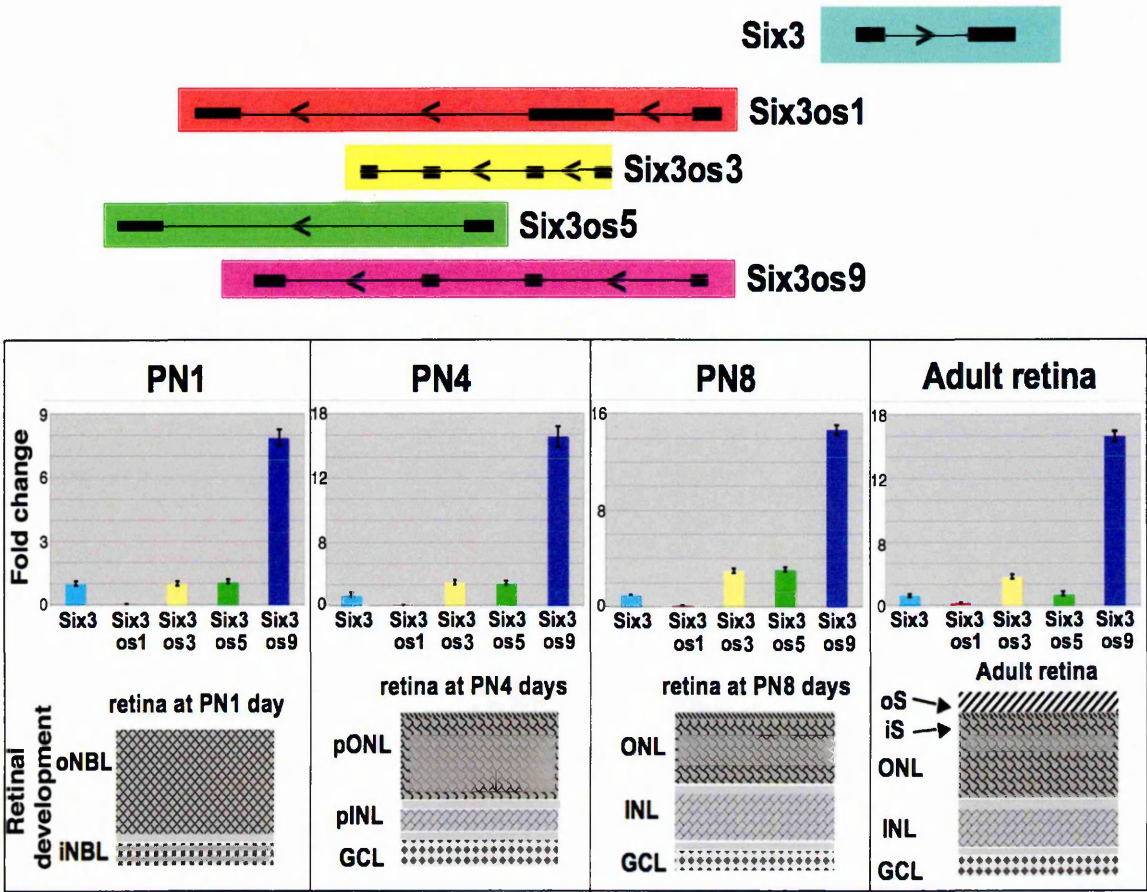 Six3
Six3os1
Six3os3
Six3os5
Six3os9
PN1
PN4
PN8
Adult retina
Fold change
9
6
3
0
Six3 Six3 Six3 Six3 Six3
os1 os3 os5 os9
18
12
8
0
Six3 Six3 Six3 Six3 Six3
os1 os3 os5 os9
16
8
4
0
Six3 Six3 Six3 Six3 Six3
os1 os3 os5 os9
18
12
8
0
Six3 Six3 Six3 Six3 Six3
os1 os3 os5 os9
Retinal
development
retina at PN1 day
oNBL
iNBL
retina at PN4 days
pONL
pINL
GCL
retina at PN8 days
ONL
INL
GCL
Adult retina
oS
iS
ONL
INL
GCL